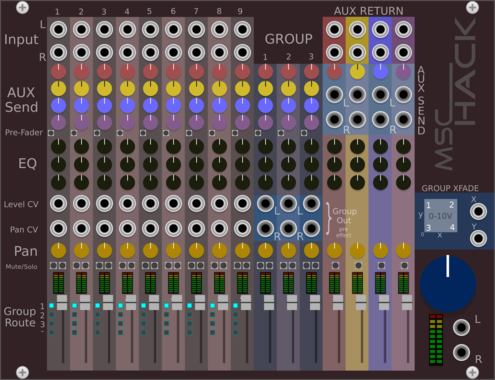 AUX RETURN
1 2 3 4 5 6 7 8 9
L
Input
R
GROUP
1 2 3
AUX
Send
AUX SEND
L L
R R
L L
R R
Pre-Fader
EQ
Level CV
Pan CV
L L L
R R R
Group
Out
pre
effect
Pan
Mute/Solo
Group
Route
1
2
3
-
MSC
HACK
GROUP XFADE
1 2
y 0-10V
3 4
x
X
Y
L
R